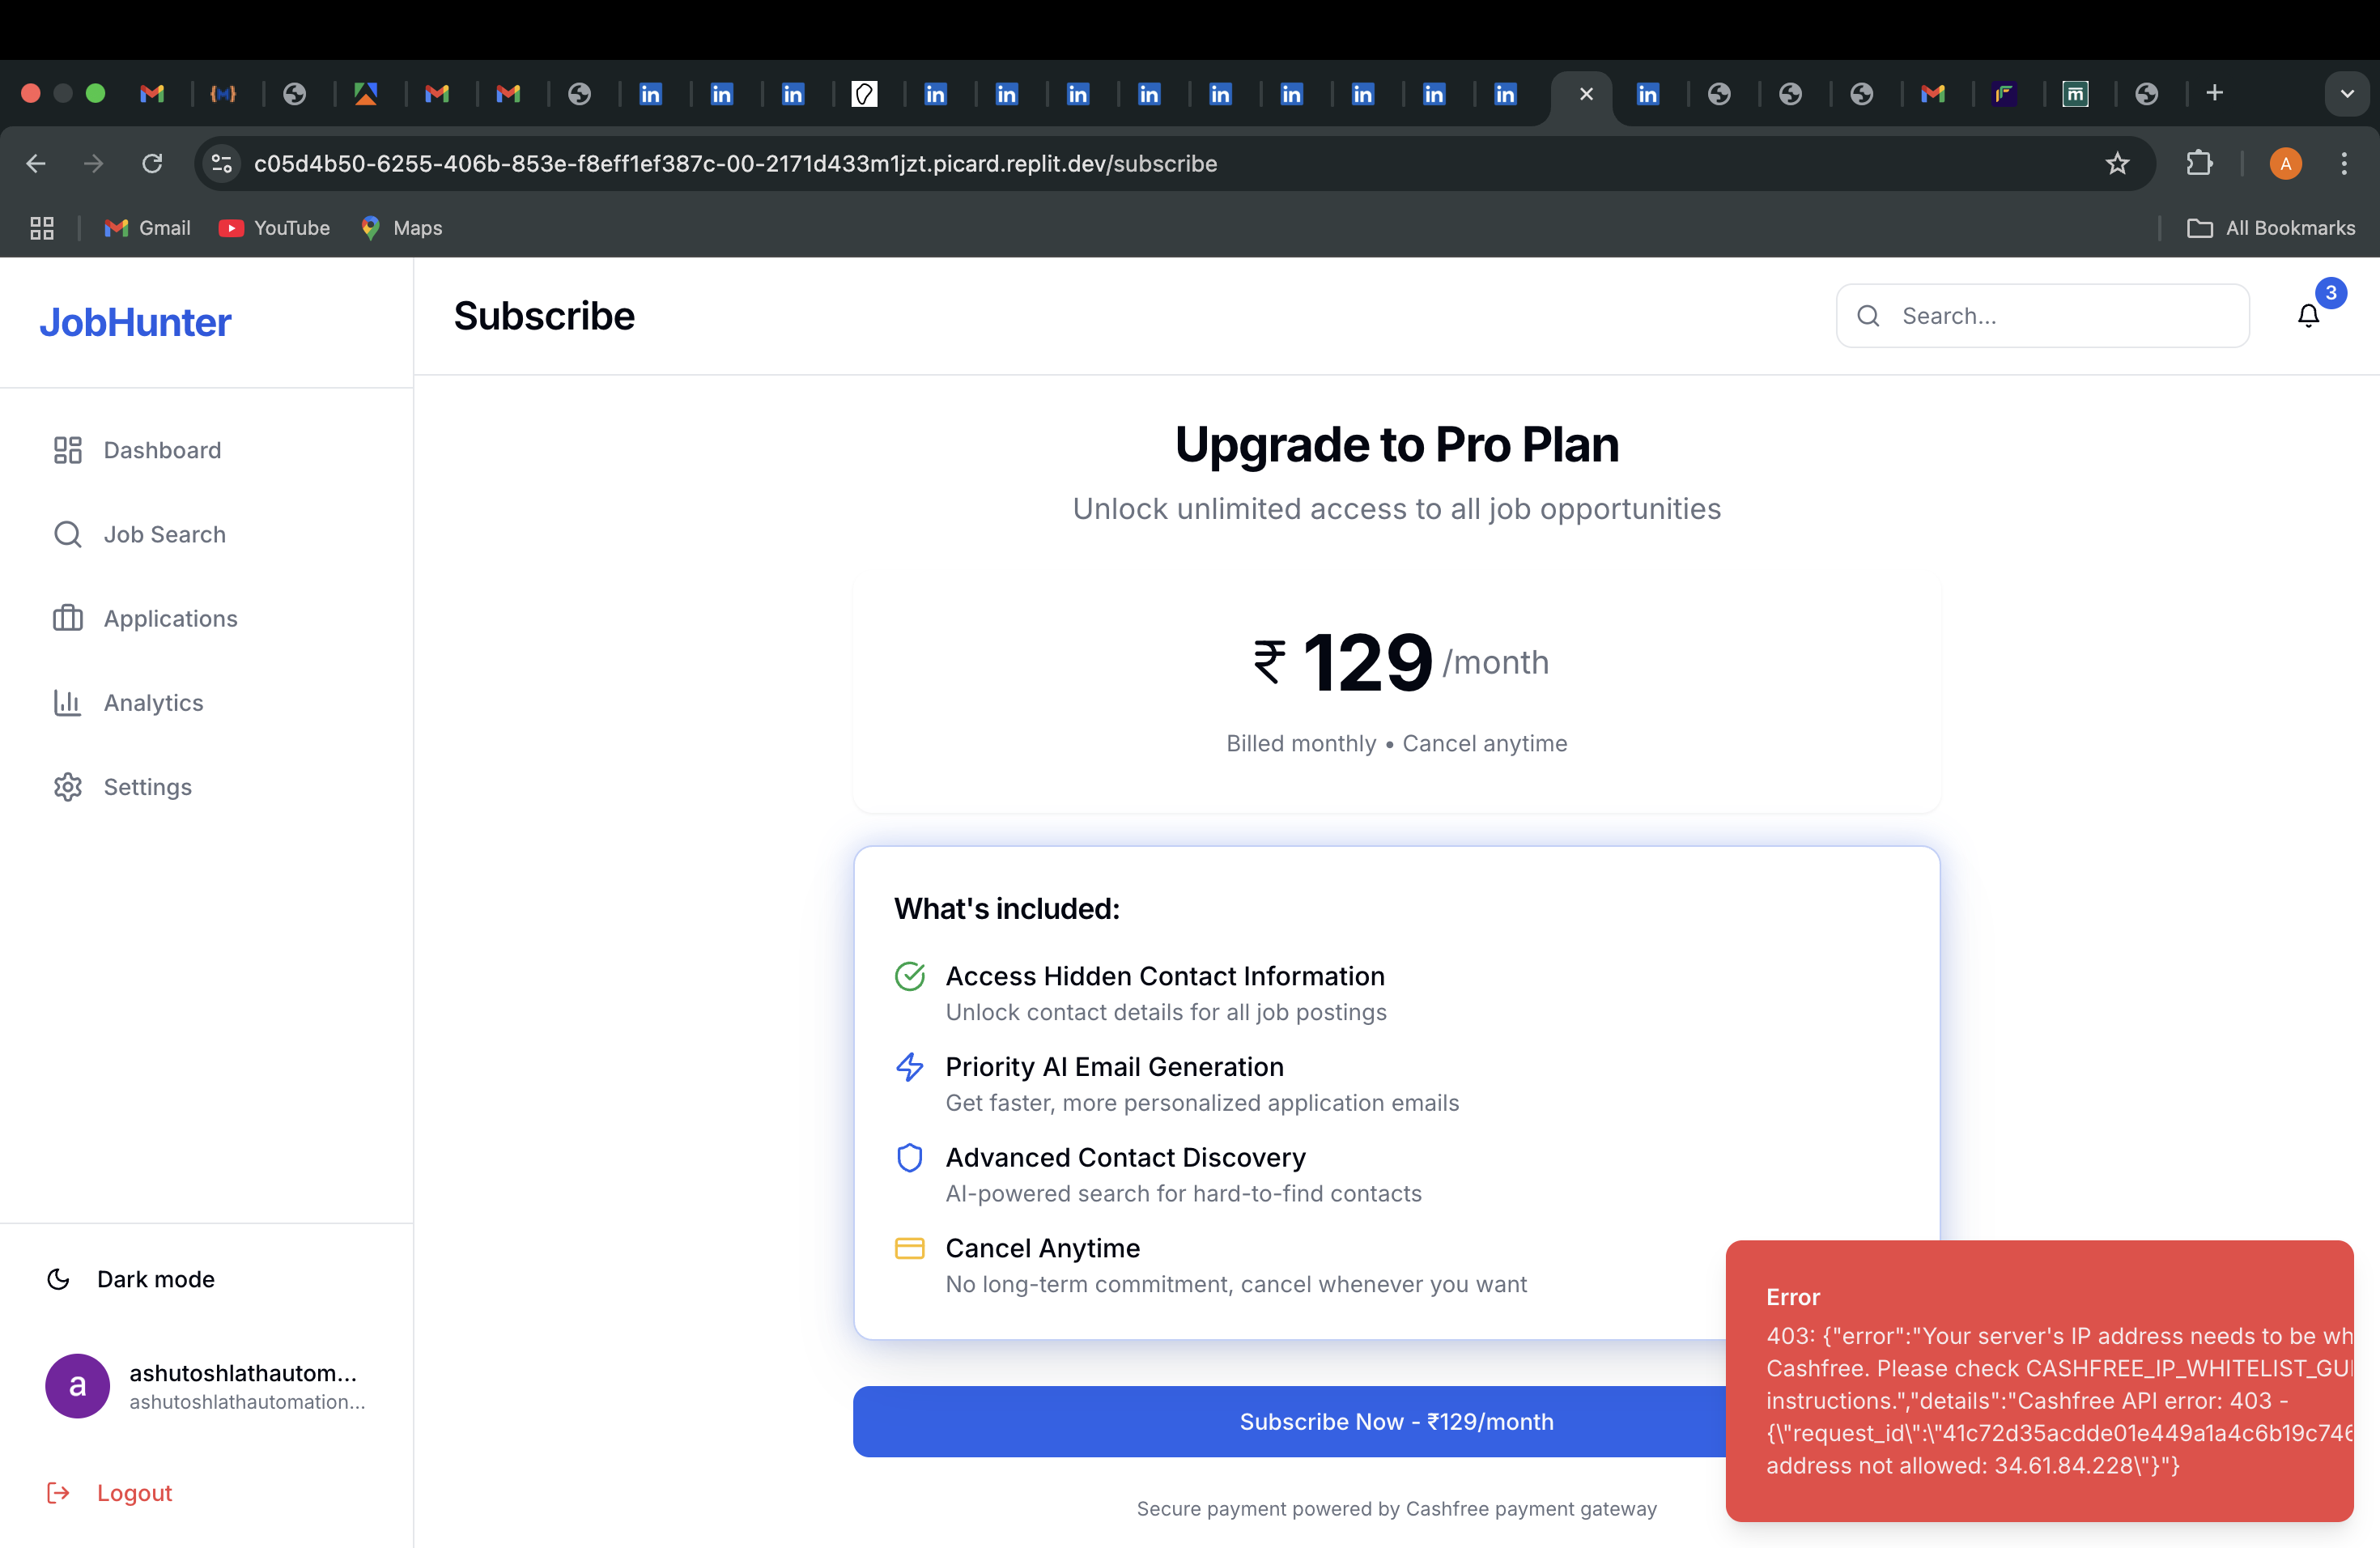 c05d4b50-6255-406b-853e-f8eff1ef387c-00-2171d433m1jzt.picard.replit.dev/subscribe
A
Gmail
YouTube
Maps
All Bookmarks
JobHunter
Subscribe
Search...
3
Dashboard
Job Search
Applications
Analytics
Settings
Dark mode
a
ashutoshlathautom...
ashutoshlathautomation...
Logout
Upgrade to Pro Plan
Unlock unlimited access to all job opportunities
₹ 129 /month
Billed monthly • Cancel anytime
What's included:
Access Hidden Contact Information
Unlock contact details for all job postings
Priority AI Email Generation
Get faster, more personalized application emails
Advanced Contact Discovery
AI-powered search for hard-to-find contacts
Cancel Anytime
No long-term commitment, cancel whenever you want
Subscribe Now - ₹129/month
Secure payment powered by Cashfree payment gateway
Error
403: {"error":"Your server's IP address needs to be wh
Cashfree. Please check CASHFREE_IP_WHITELIST_GUI
instructions.","details":"Cashfree API error: 403 -
{\"request_id\":\"41c72d35acdde01e449a1a4c6b19c746
address not allowed: 34.61.84.228\"}"}